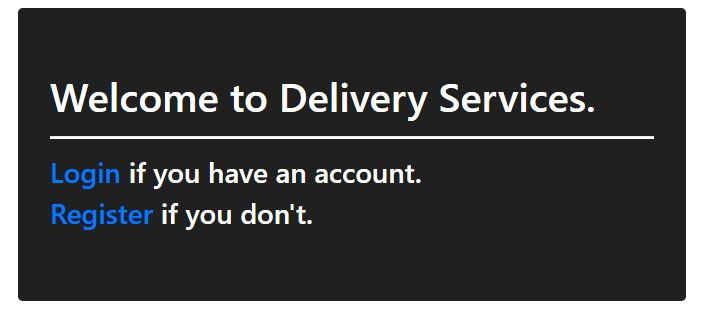 Welcome to Delivery Services.
Login if you have an account.
Register if you don't.